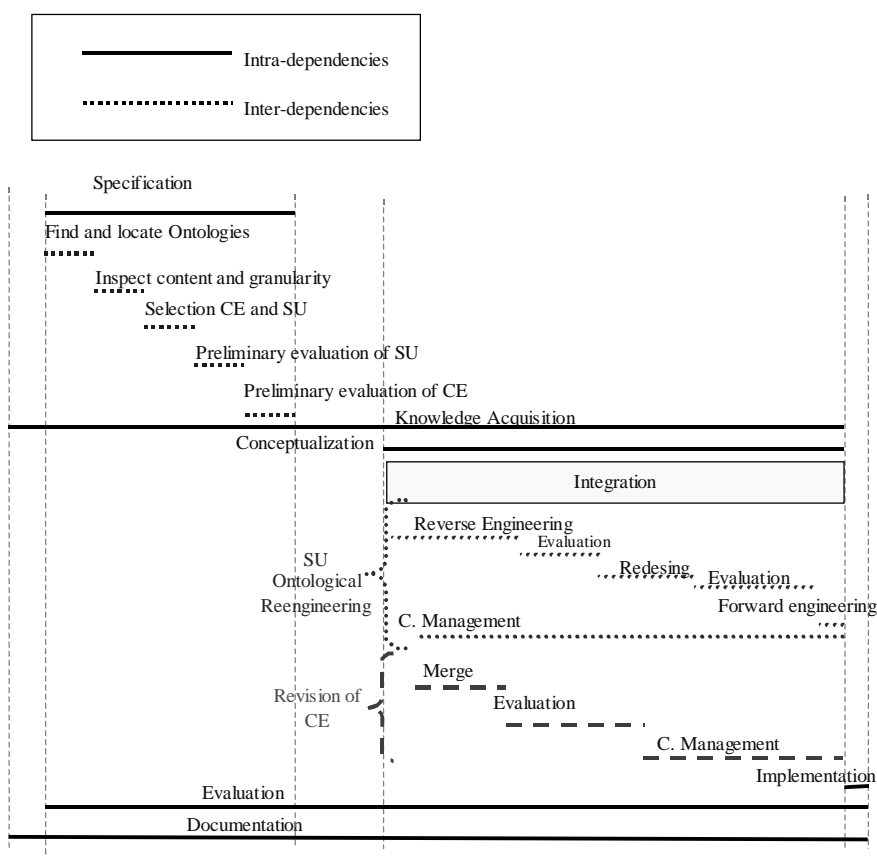 Intra-dependencies
Inter-dependencies
Specification
Find and locate Ontologies
Inspect content and granularity
Selection CE and SU
Preliminary evaluation of SU
Preliminary evaluation of CE
Knowledge Acquisition
Conceptualization
Integration
Reverse Engineering
Evaluation
SU
Ontological
Reengineering
Redesing
Evaluation
Forward engineering
C. Management
Merge
Revision of
CE
Evaluation
C. Management
Implementation
Evaluation
Documentation